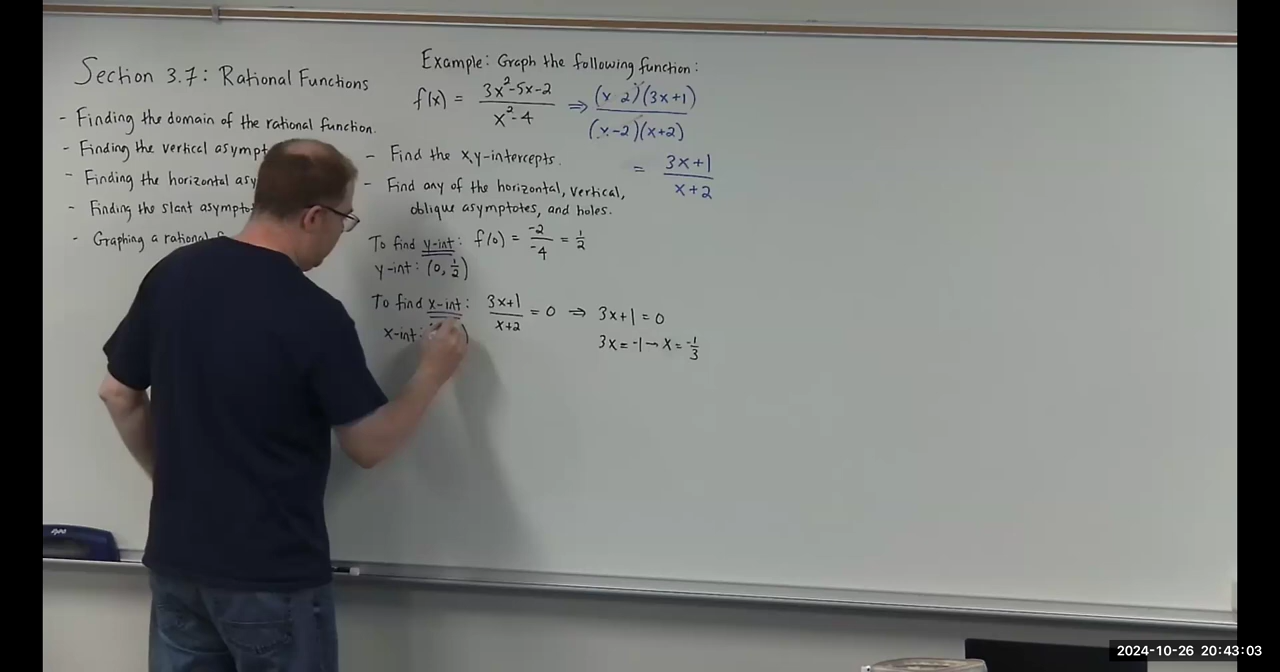 Section 3.7: Rational Functions
- Finding the domain of the rational function.
- Finding the vertical asympt
- Finding the horizontal asy
- Finding the slant asympto
- Graphing a rational f
Example: Graph the following function:
f(x) = (3x²-5x-2)/(x²-4) ⇒ (x-2)(3x+1)/(x-2)(x+2)
= (3x+1)/(x+2)
- Find the x,y-intercepts.
- Find any of the horizontal, vertical,
oblique asymptotes, and holes.
To find y-int: f(0) = -2/-4 = 1/2
y-int: (0, 1/2)
To find x-int: (3x+1)/(x+2) = 0 ⇒ 3x+1=0
3x=-1→x=-1/3
x-int: ( )
expo
2024-10-26 20:43:03